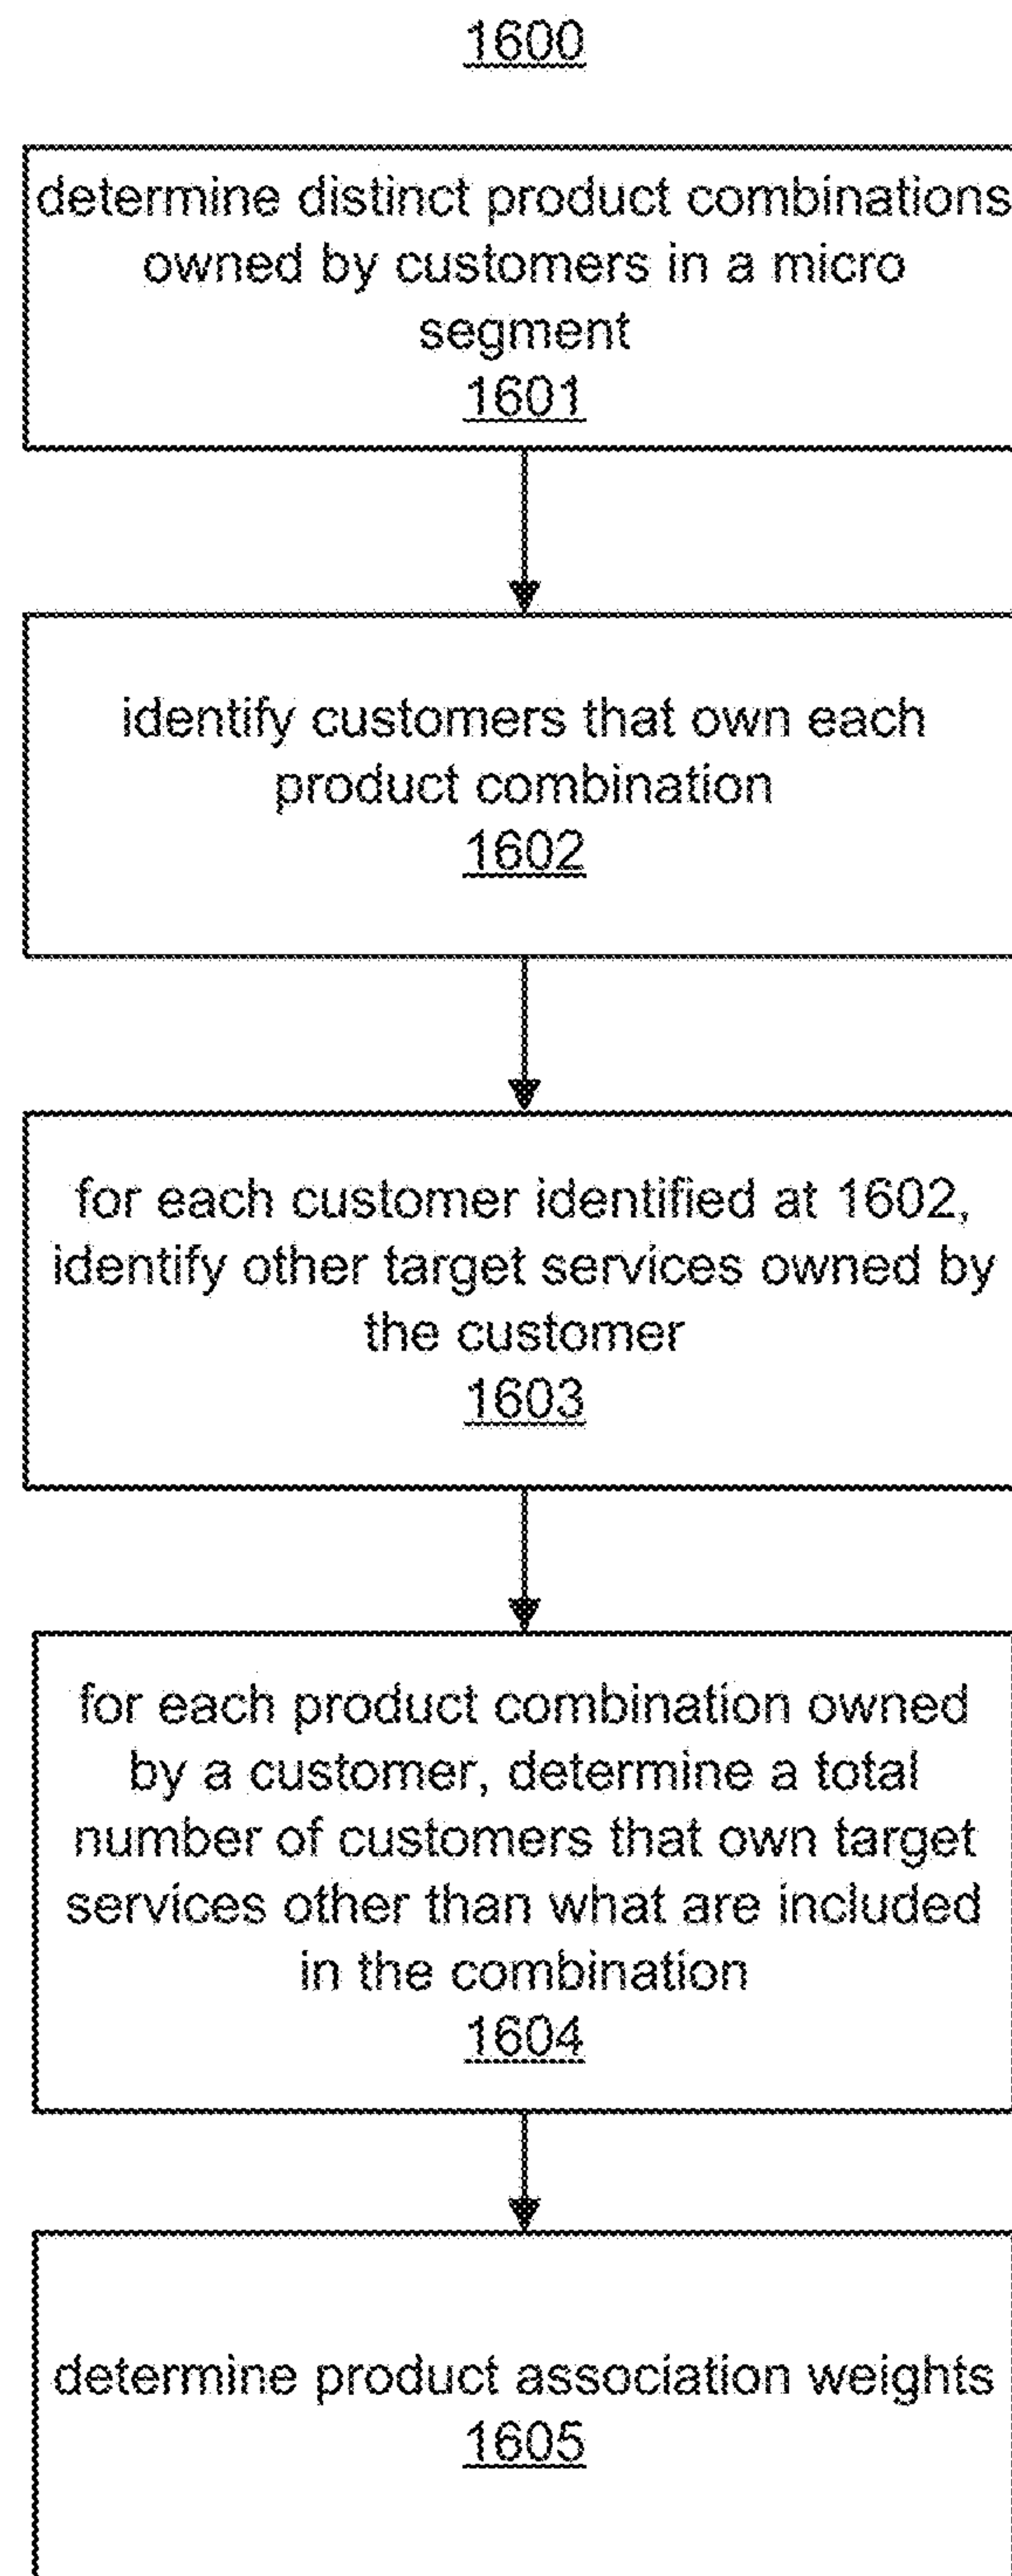 1600
determine distinct product combinations
owned by customers in a micro
segment
1601
identify customers that own each
product combination
1602
for each customer identified at 1602,
identify other target services owned by
the customer
1603
for each product combination owned
by a customer, determine a total
number of customers that own target
services other than what are included
in the combination
1604
determine product association weights
1605